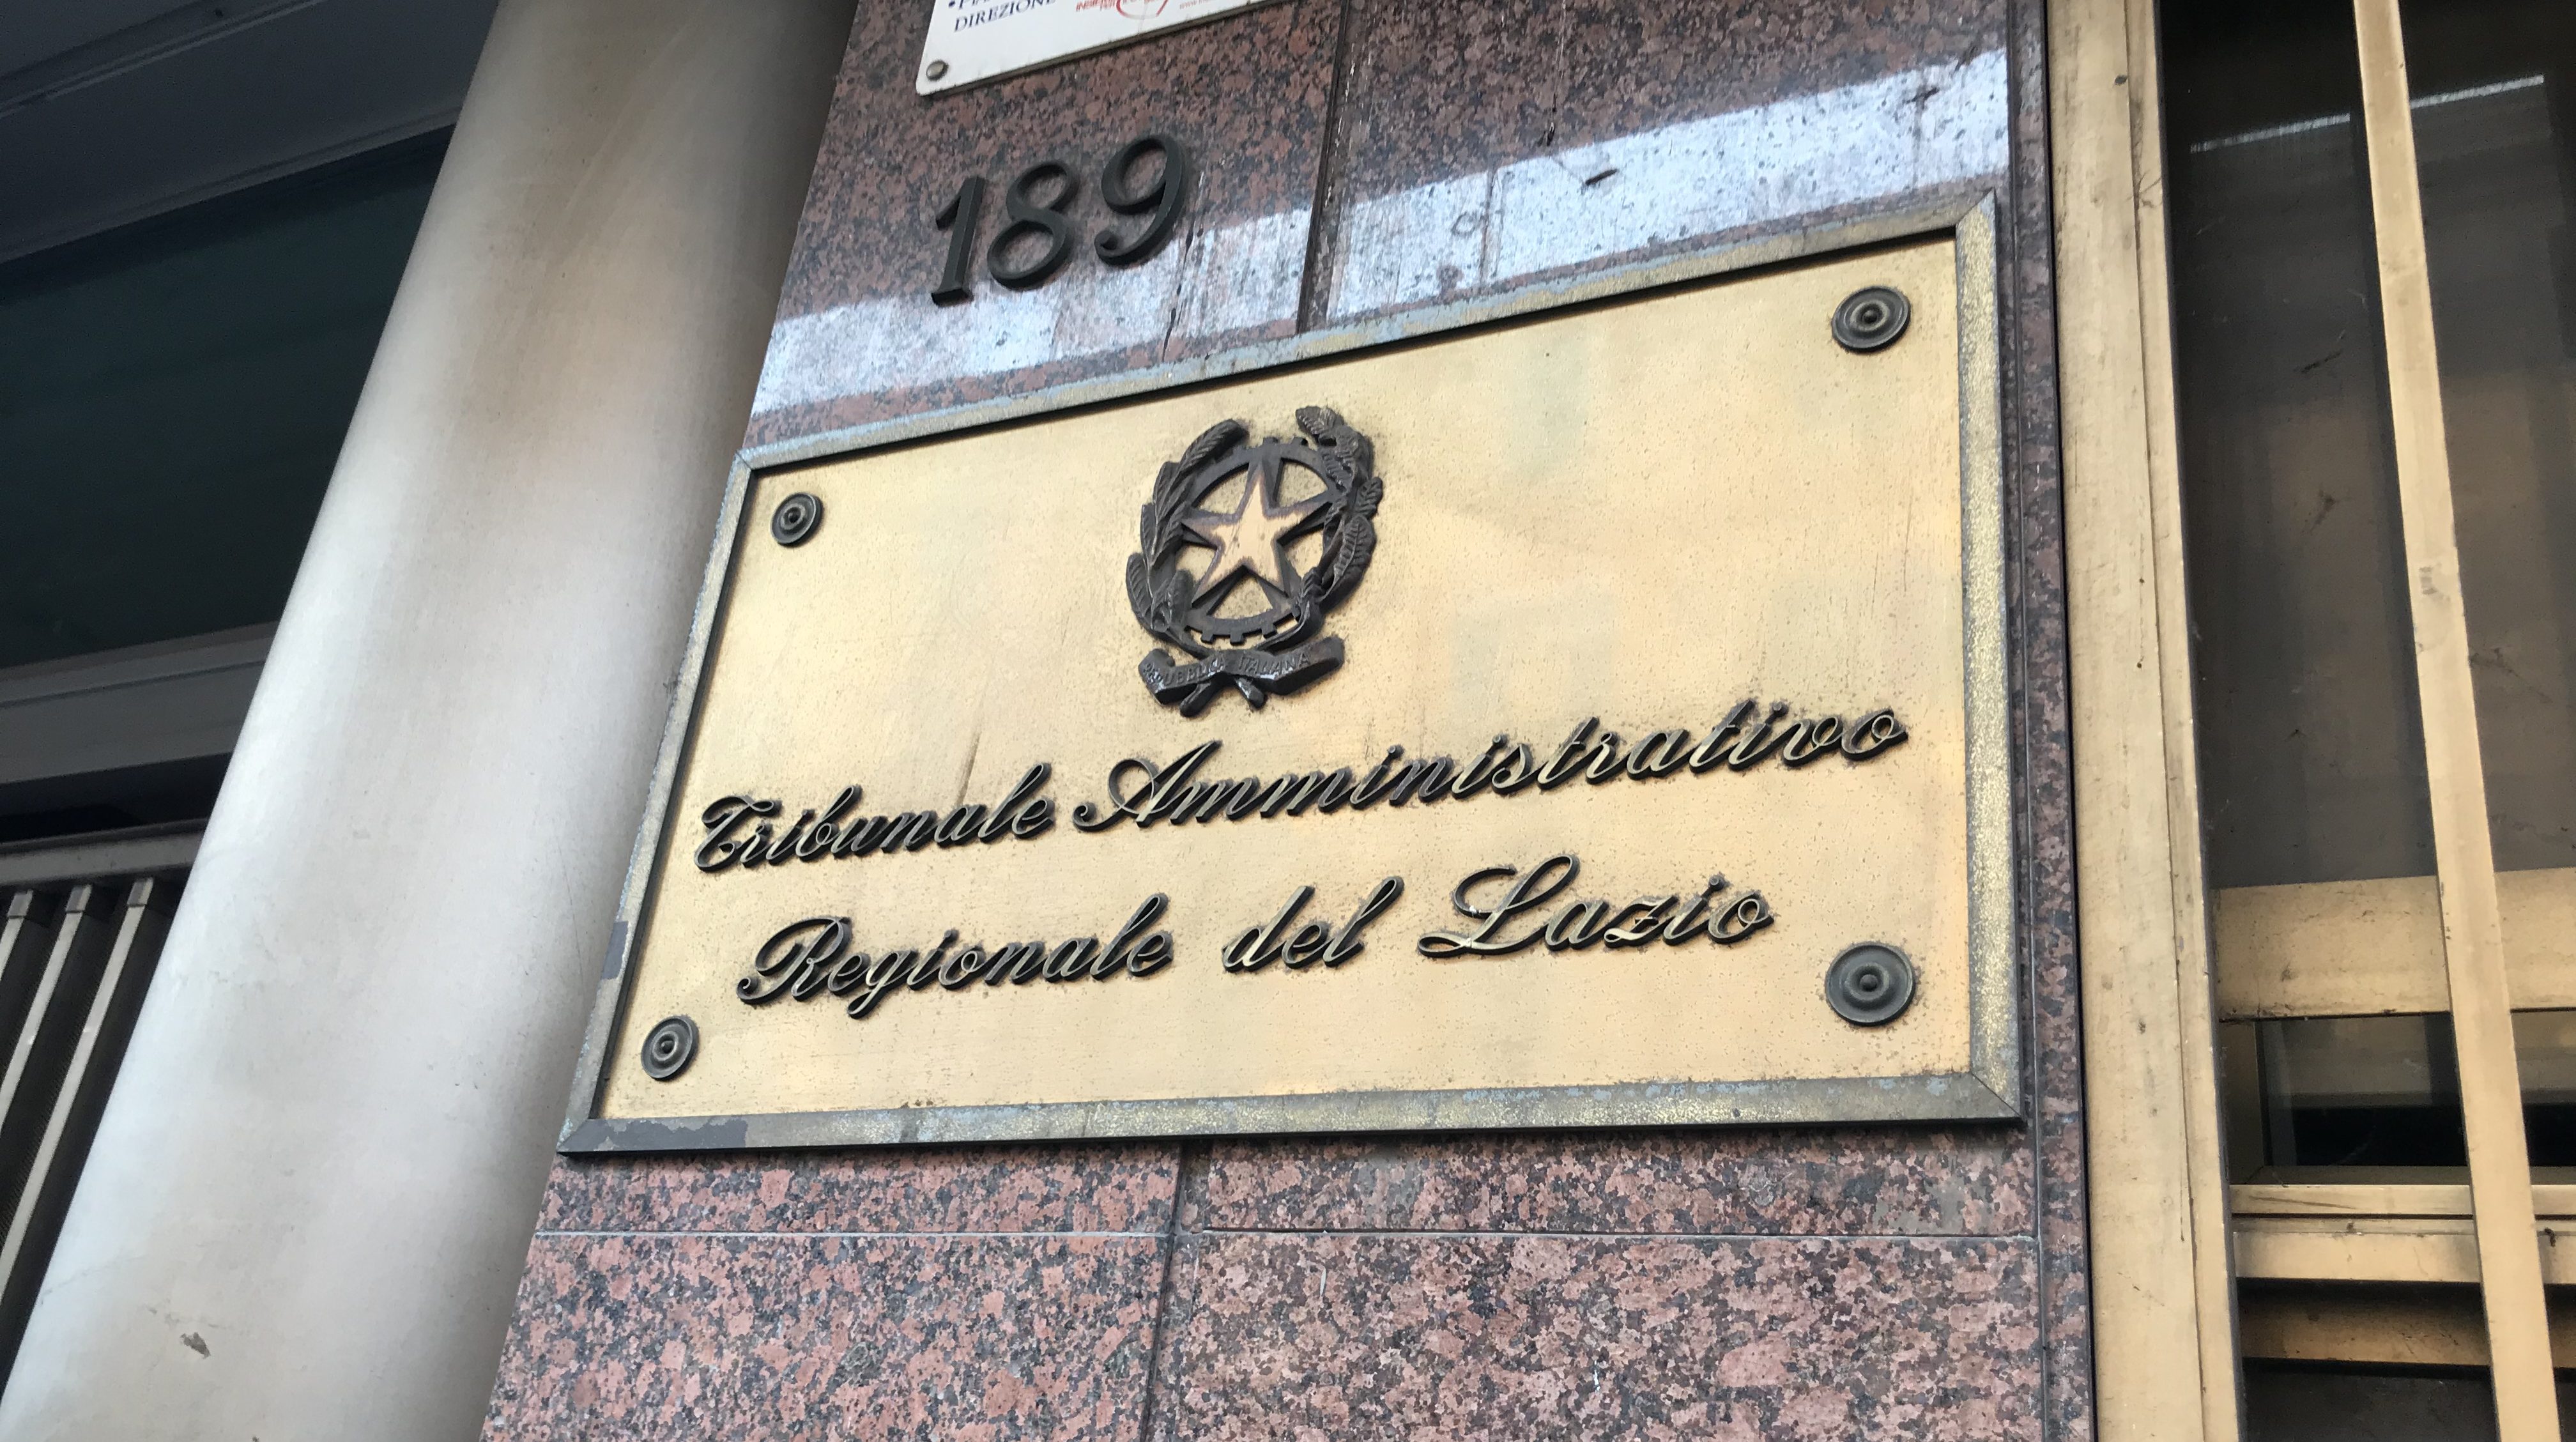 DIREZIONE
189
REPUBBLICA ITALIANA
Tribunale Amministrativo
Regionale del Lazio